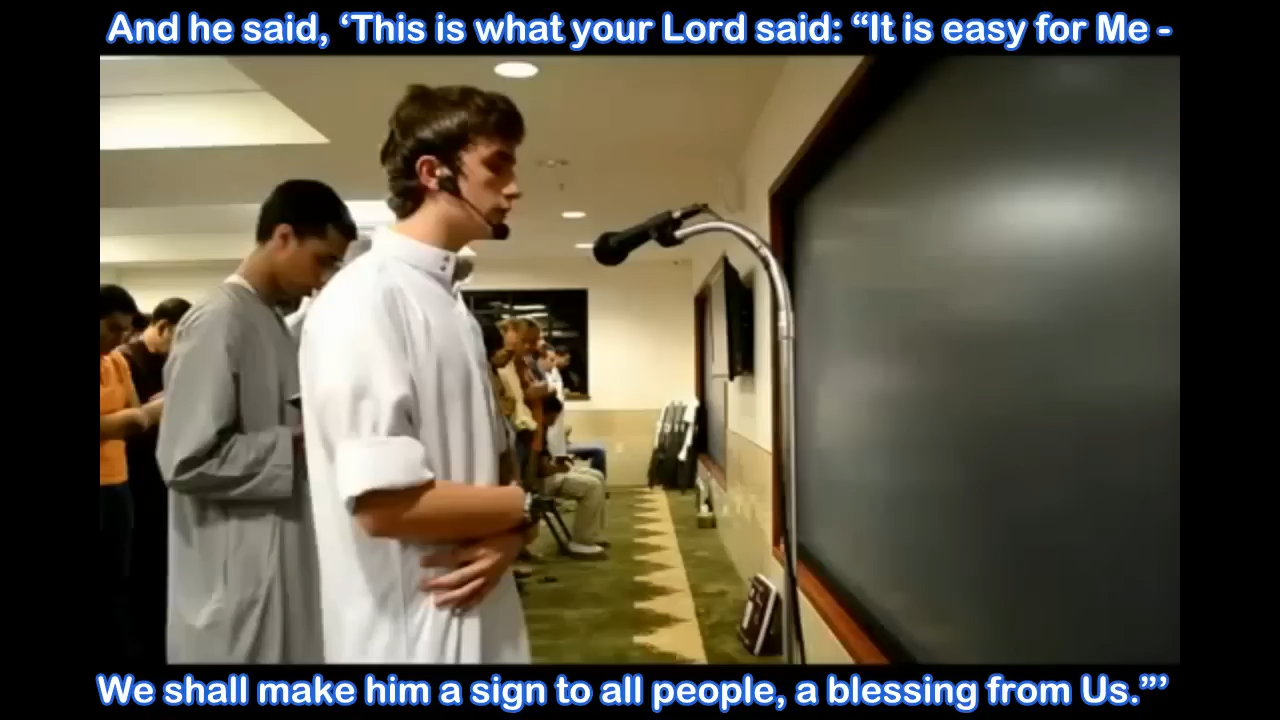 And he said, ‘This is what your Lord said: “It is easy for Me -
We shall make him a sign to all people, a blessing from Us.”’